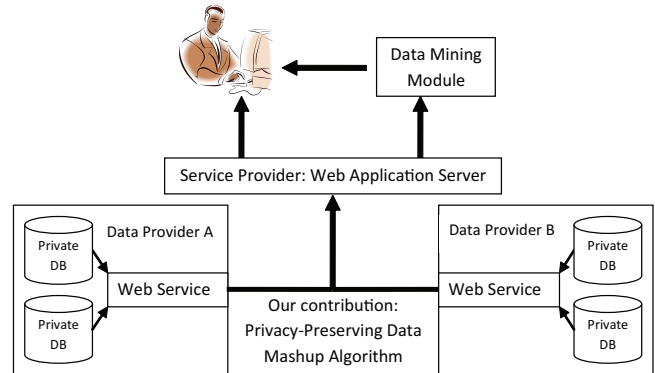 Data Mining
Module
Service Provider: Web Application Server
Data Provider A
Private
DB
Web Service
Private
DB
Our contribution:
Privacy-Preserving Data
Mashup Algorithm
Data Provider B
Private
DB
Web Service
Private
DB